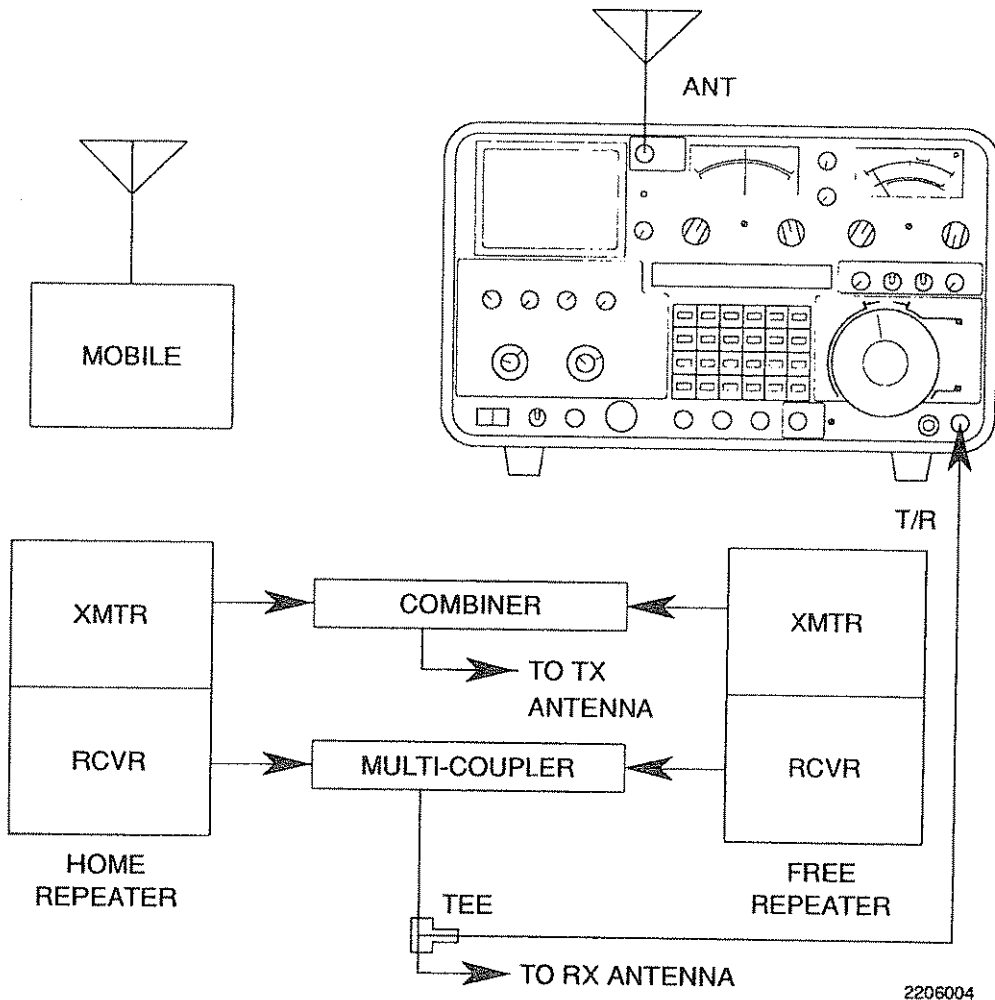 ANT
MOBILE
T/R
XMTR
COMBINER
XMTR
TO TX
ANTENNA
RCVR
MULTI-COUPLER
RCVR
HOME
REPEATER
FREE
REPEATER
TEE
TO RX ANTENNA
2206004